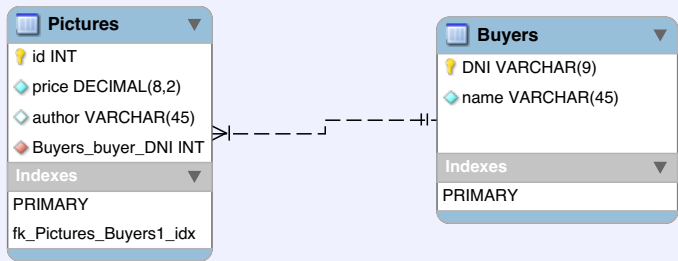 Pictures
id INT
price DECIMAL(8,2)
author VARCHAR(45)
Buyers_buyer_DNI INT
Indexes
PRIMARY
fk_Pictures_Buyers1_idx
Buyers
DNI VARCHAR(9)
name VARCHAR(45)
Indexes
PRIMARY